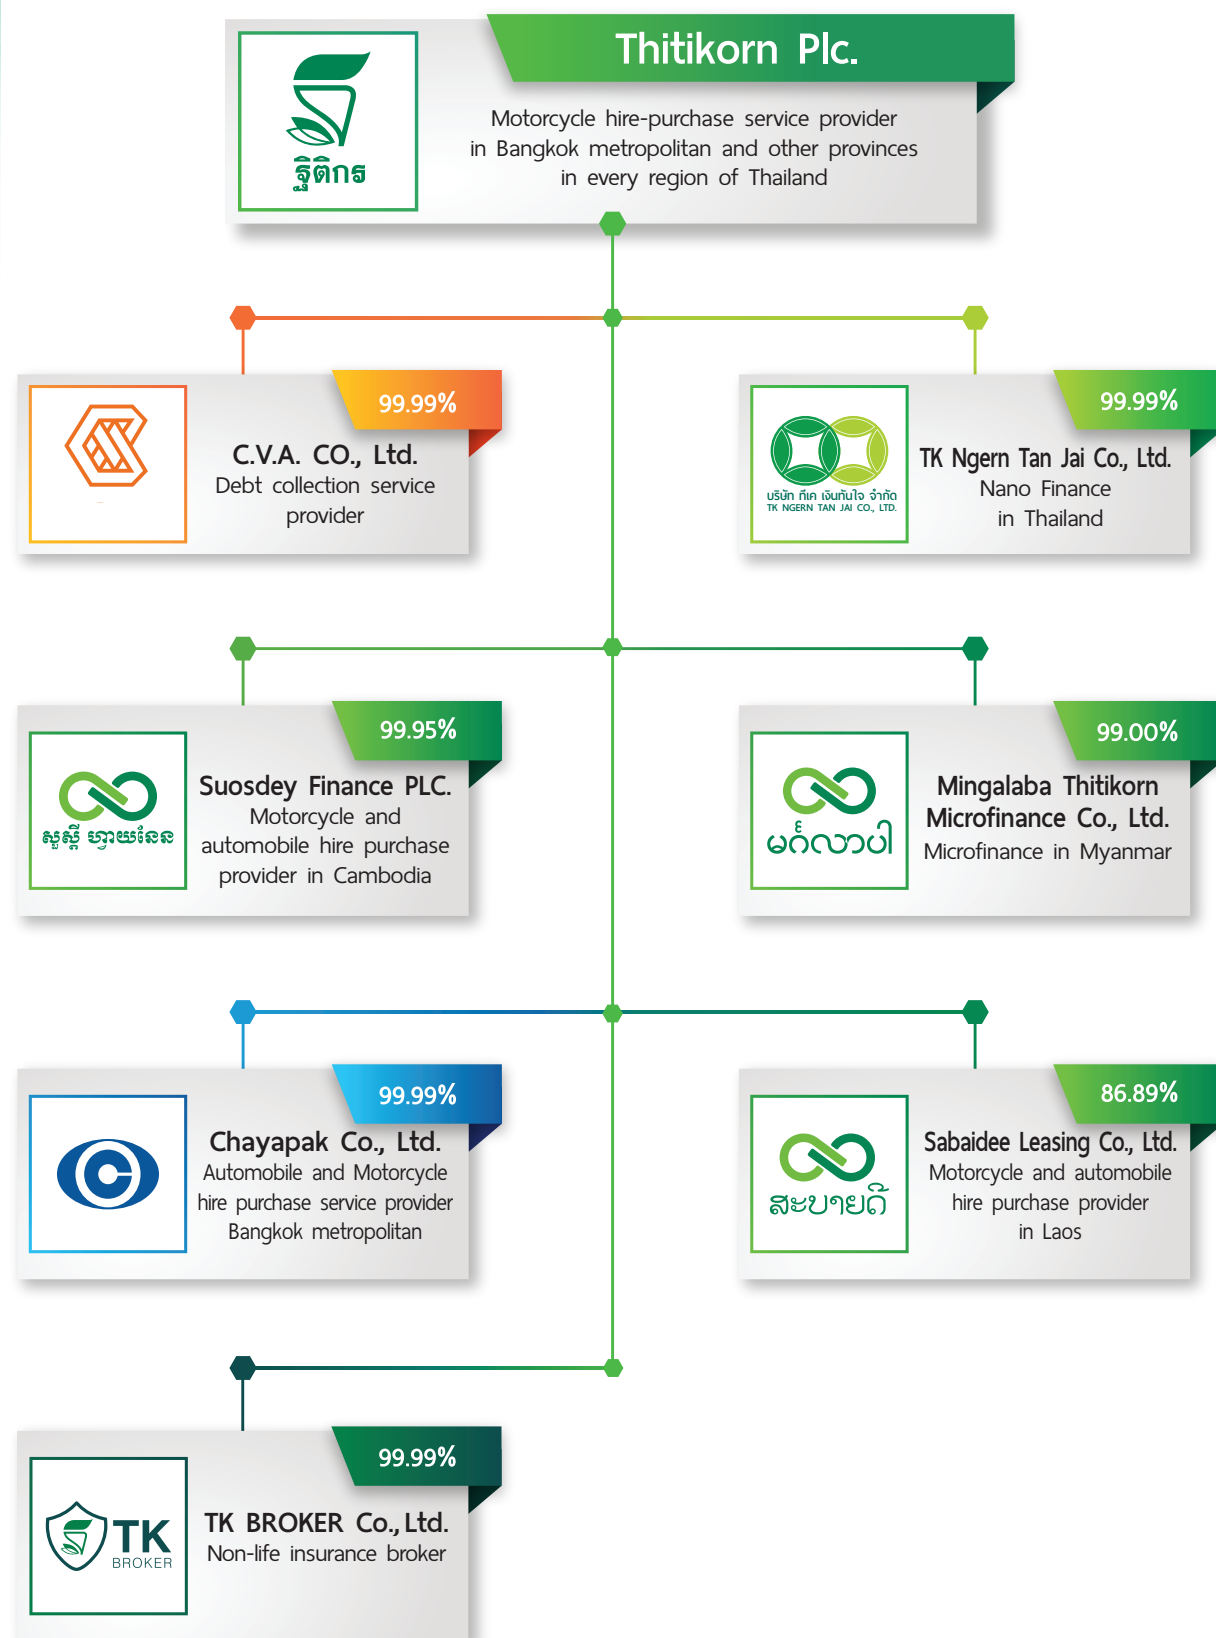 Thitikorn Plc.
ฐิติกร
Motorcycle hire-purchase service provider
in Bangkok metropolitan and other provinces
in every region of Thailand
99.99%
C.V.A. CO., Ltd.
Debt collection service
provider
99.99%
บริษัท ทีเค เงินทันใจ จำกัด
TK NGERN TAN JAI CO., LTD.
TK Ngern Tan Jai Co., Ltd.
Nano Finance
in Thailand
99.95%
សួស្តី ហ្វាយនែន
Suosdey Finance PLC.
Motorcycle and
automobile hire purchase
provider in Cambodia
99.00%
မင်္ဂလာပါ
Mingalaba Thitikorn
Microfinance Co., Ltd.
Microfinance in Myanmar
99.99%
Chayapak Co., Ltd.
Automobile and Motorcycle
hire purchase service provider
Bangkok metropolitan
86.89%
ສະບາຍດີ
Sabaidee Leasing Co., Ltd.
Motorcycle and automobile
hire purchase provider
in Laos
99.99%
TK
BROKER
TK BROKER Co., Ltd.
Non-life insurance broker